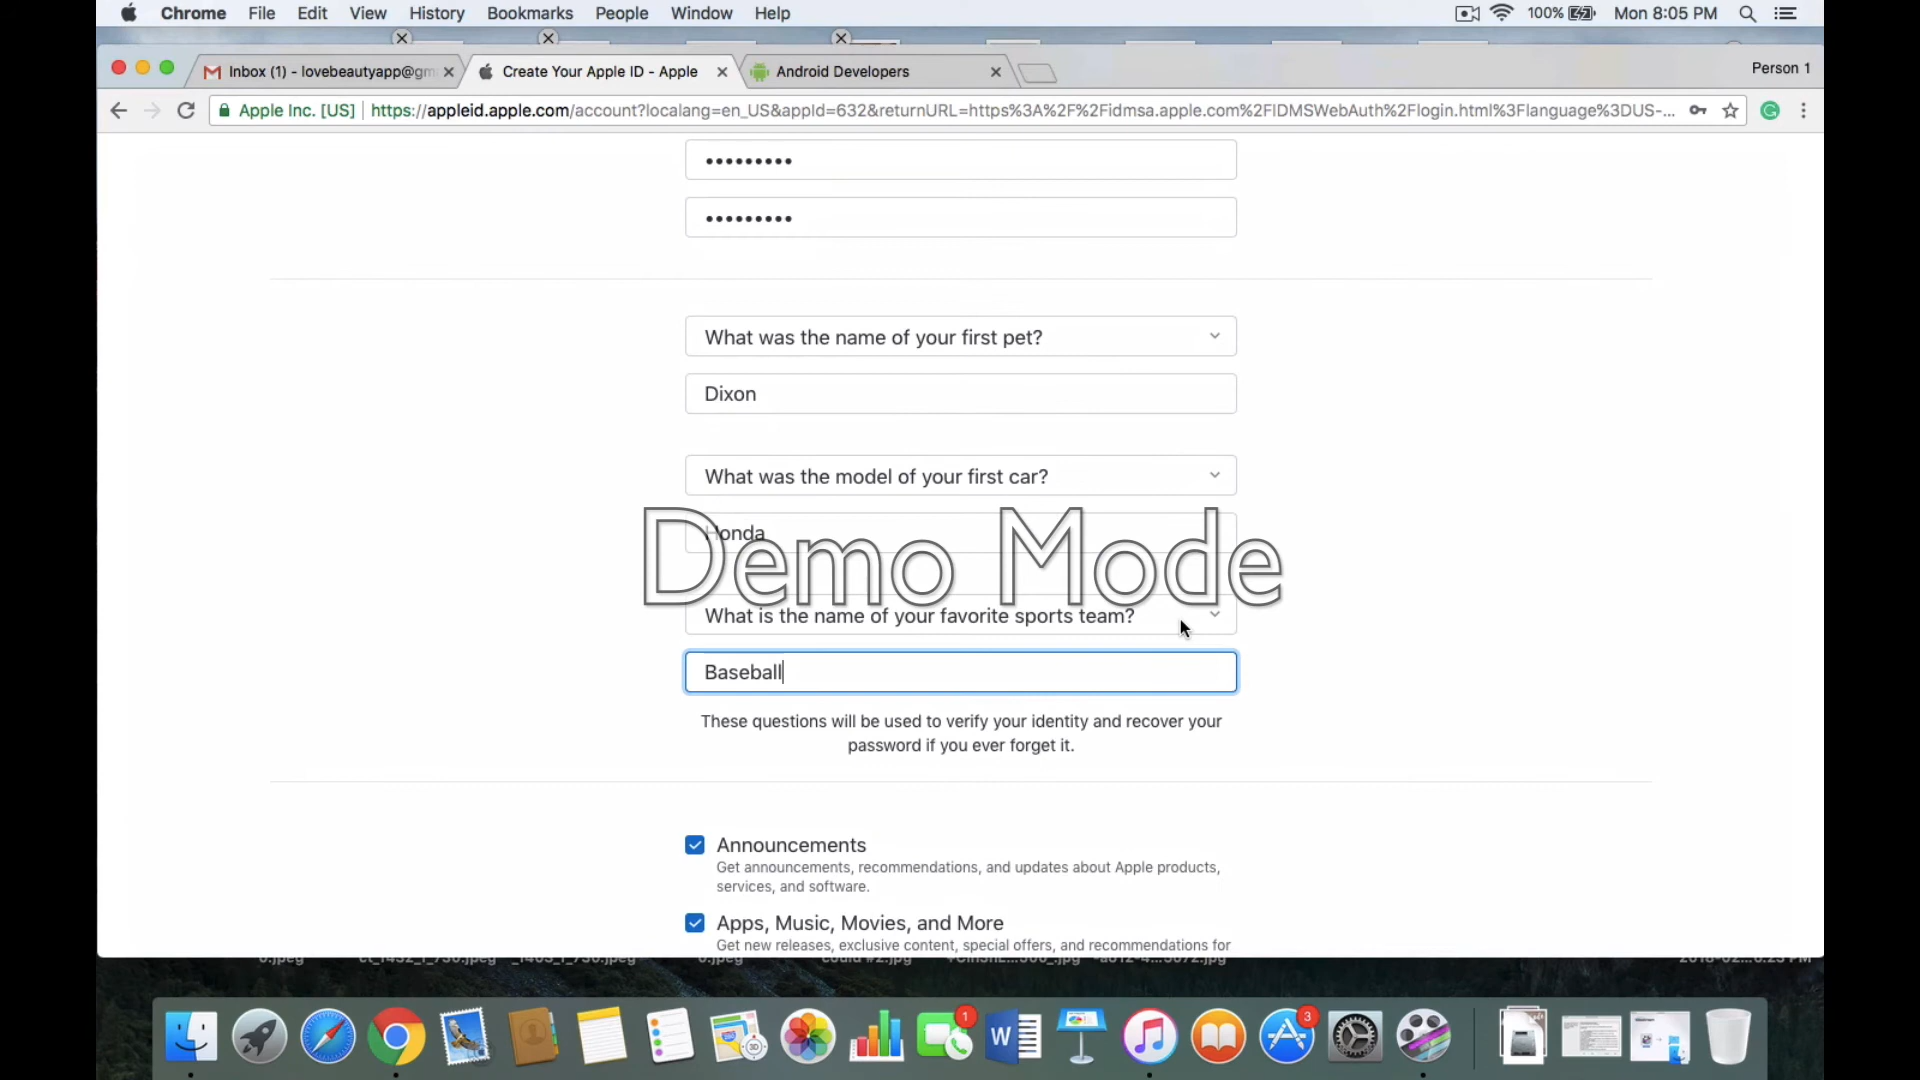 Chrome File Edit View History Bookmarks People Window Help 100% Mon 8:05 PM
Inbox (1) - lovebeautyapp@gm
Create Your Apple ID - Apple
Android Developers
Person 1
Apple Inc. [US] https://appleid.apple.com/account?localang=en_US&appId=632&returnURL=https%3A%2F%2Fidmsa.apple.com%2FIDMSWebAuth%2Flogin.html%3Flanguage%3DUS-...
What was the name of your first pet?
Dixon
What was the model of your first car?
Honda
Demo Mode
What is the name of your favorite sports team?
Baseball
These questions will be used to verify your identity and recover your
password if you ever forget it.
Announcements
Get announcements, recommendations, and updates about Apple products,
services, and software.
Apps, Music, Movies, and More
Get new releases, exclusive content, special offers, and recommendations for
1
3